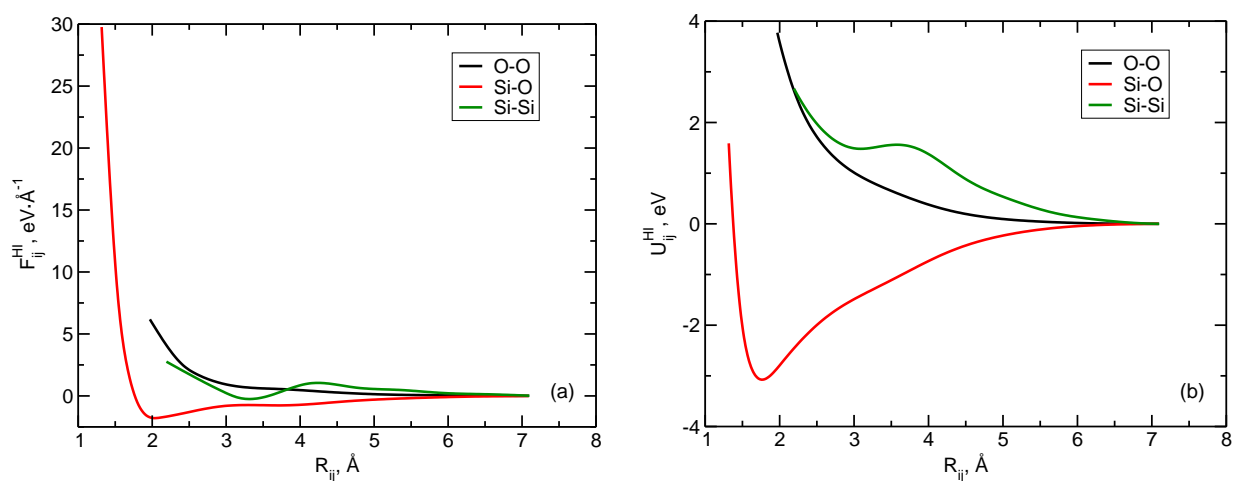 30
25
20
15
10
5
0
1 2 3 4 5 6 7 8
F_ij^HI , eV·Å^-1
R_ij, Å
O-O
Si-O
Si-Si
(a)
4
2
0
-2
-4
1 2 3 4 5 6 7 8
U_ij^HI , eV
R_ij, Å
O-O
Si-O
Si-Si
(b)